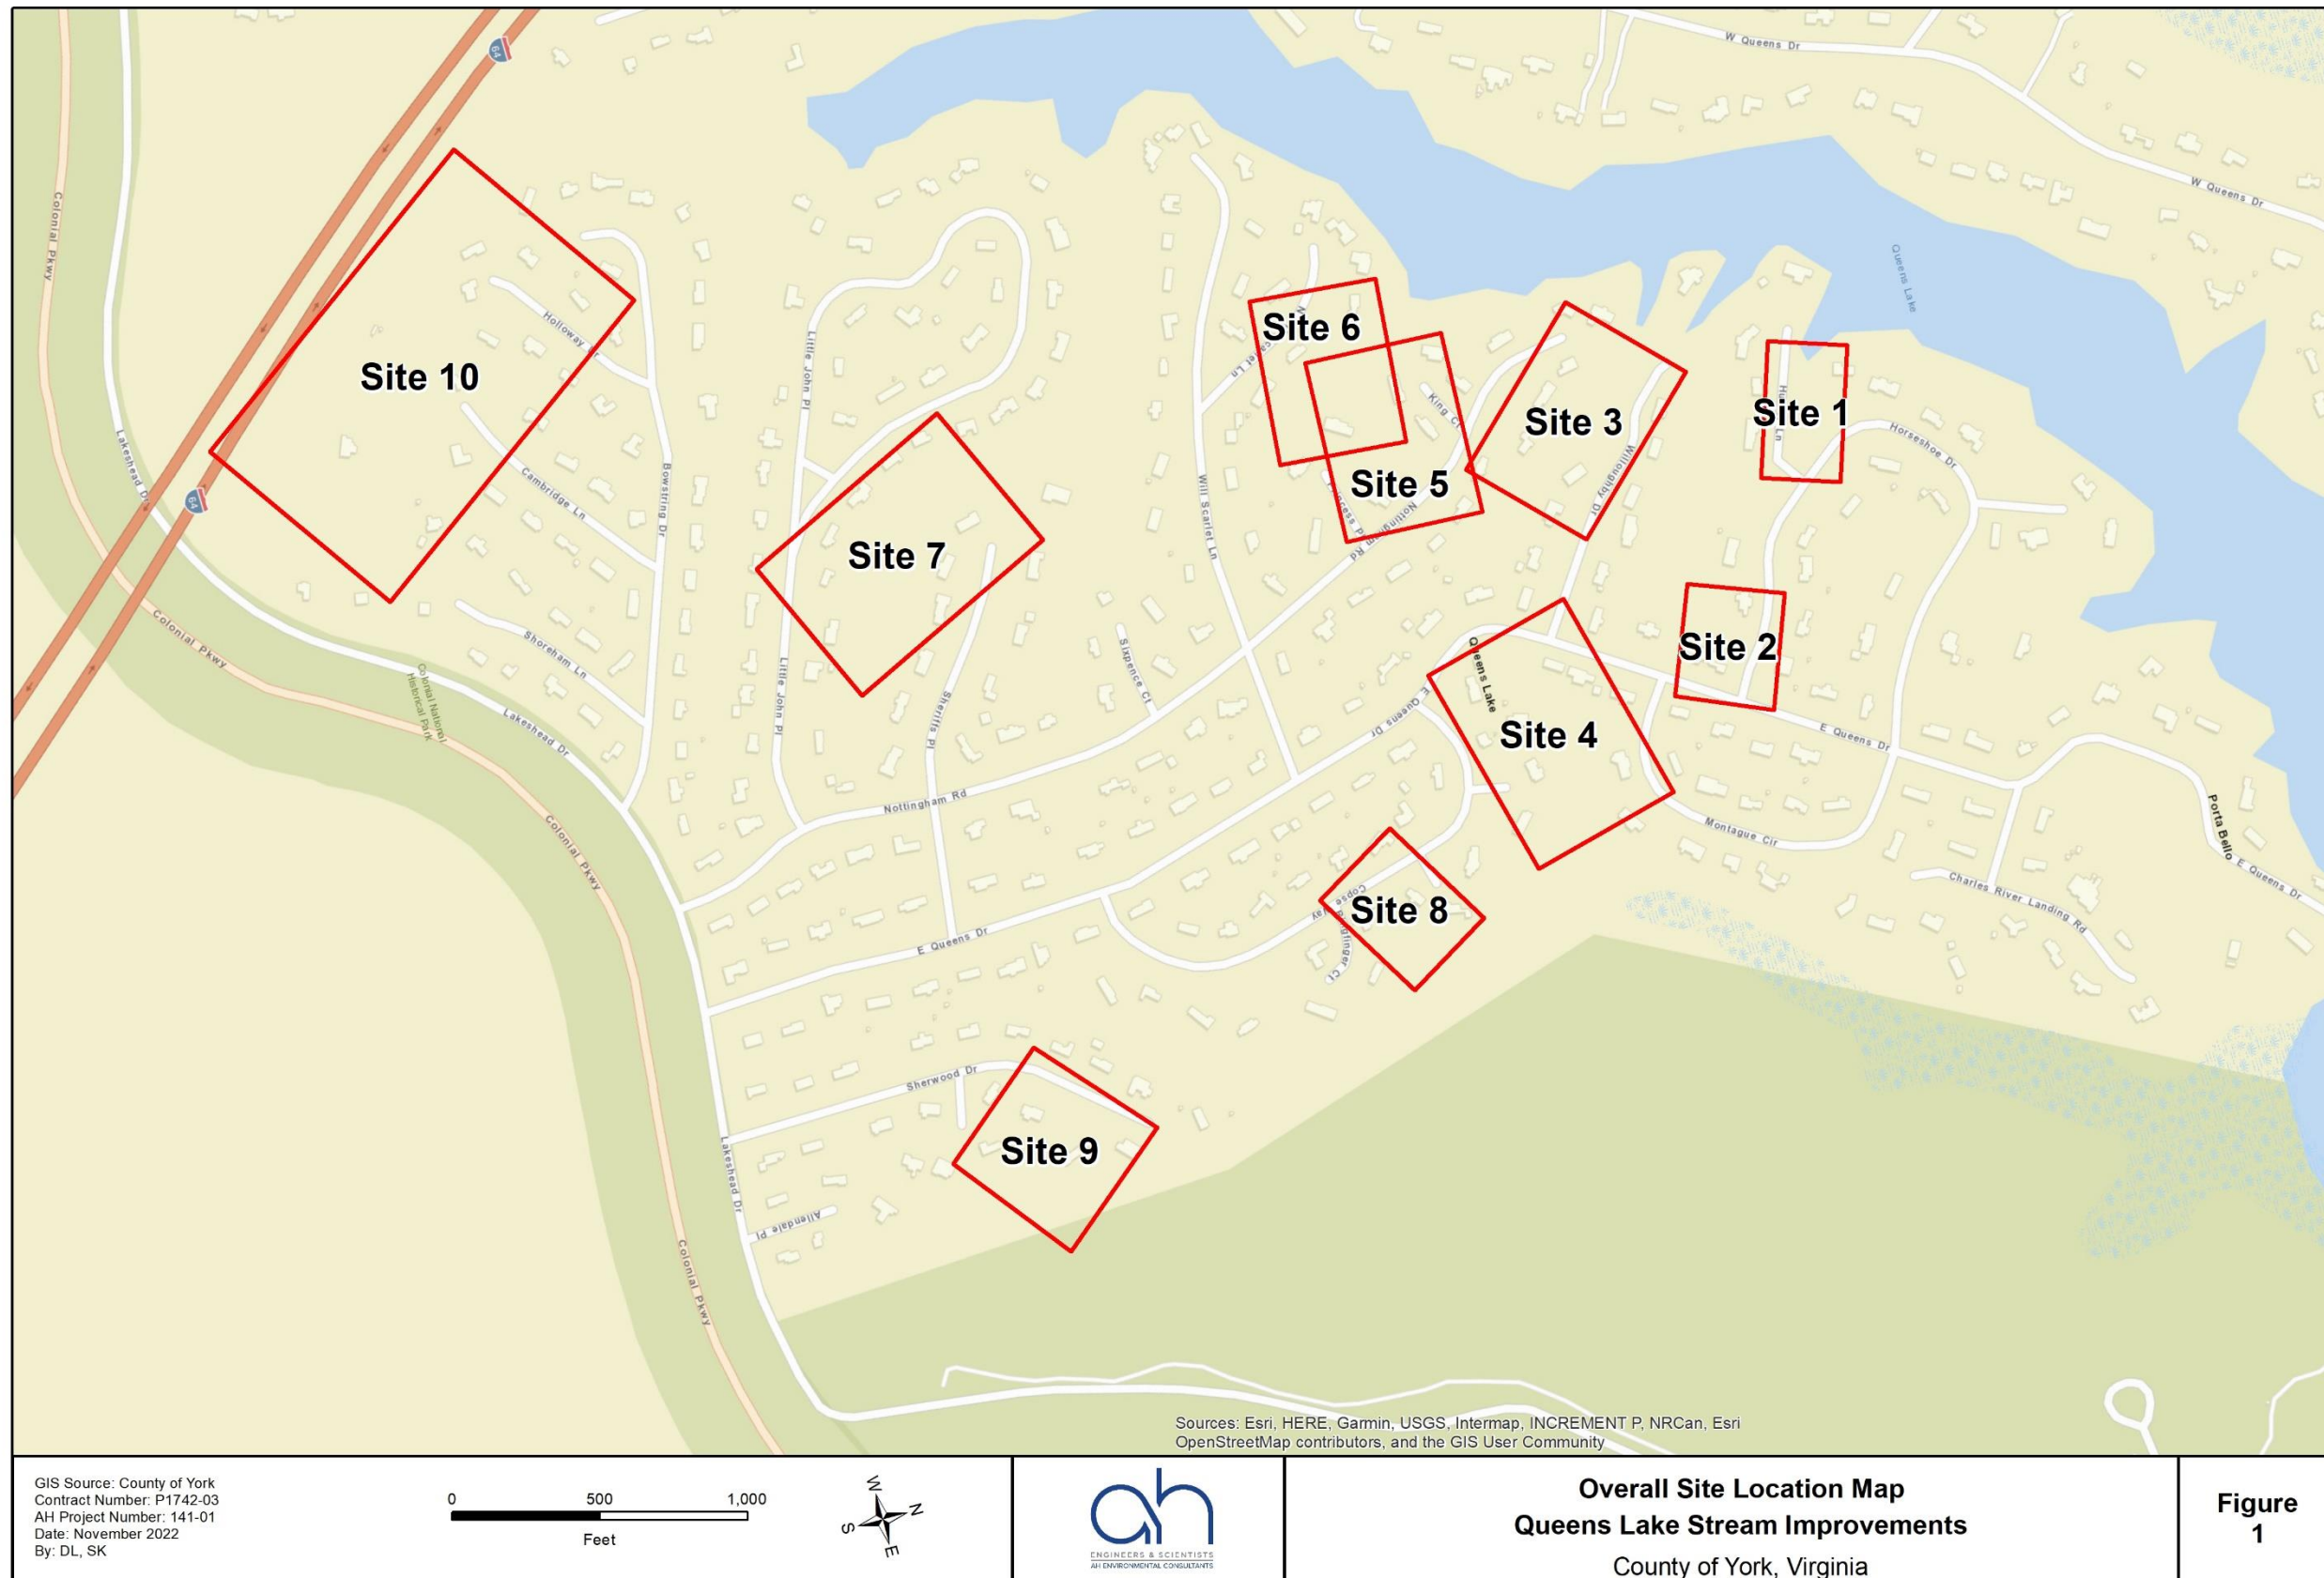 64
W Queens Dr
W Queens Dr
Colonial Pkwy
Queens Lake
Holloway Dr
Little John Pl
Site 6
Site 10
Site 3
Site 1
King Ct
Horseshoe Dr
Lakeshead Dr
Willoughby Dr
Bowstring Dr
Cambridge Ln
Will Scarlet Ln
Site 5
64
Nottingham Rd
Site 7
Colonial Pkwy
Shoreham Ln
Colonial National
Historical Park
Little John Pl
Sheriffs Pl
Sixpence Ct
Queens Lake
Site 2
E Queens Dr
Site 4
E Queens Dr
Lakeshead Dr
Nottingham Rd
Montague Cir
Porta Bello
E Queens Dr
Colonial Pkwy
Charles River Landing Rd
Site 8
E Queens Dr
Sherwood Dr
Site 9
Lakeshead Dr
Allendale Pl
Colonial Pkwy
Sources: Esri, HERE, Garmin, USGS, Intermap, INCREMENT P, NRCan, Esri
OpenStreetMap contributors, and the GIS User Community
GIS Source: County of York
Contract Number: P1742-03
AH Project Number: 141-01
Date: November 2022
By: DL, SK
0 500 1,000
Feet
W
N
S
E
ah
ENGINEERS & SCIENTISTS
AH ENVIRONMENTAL CONSULTANTS
Overall Site Location Map
Queens Lake Stream Improvements
County of York, Virginia
Figure
1